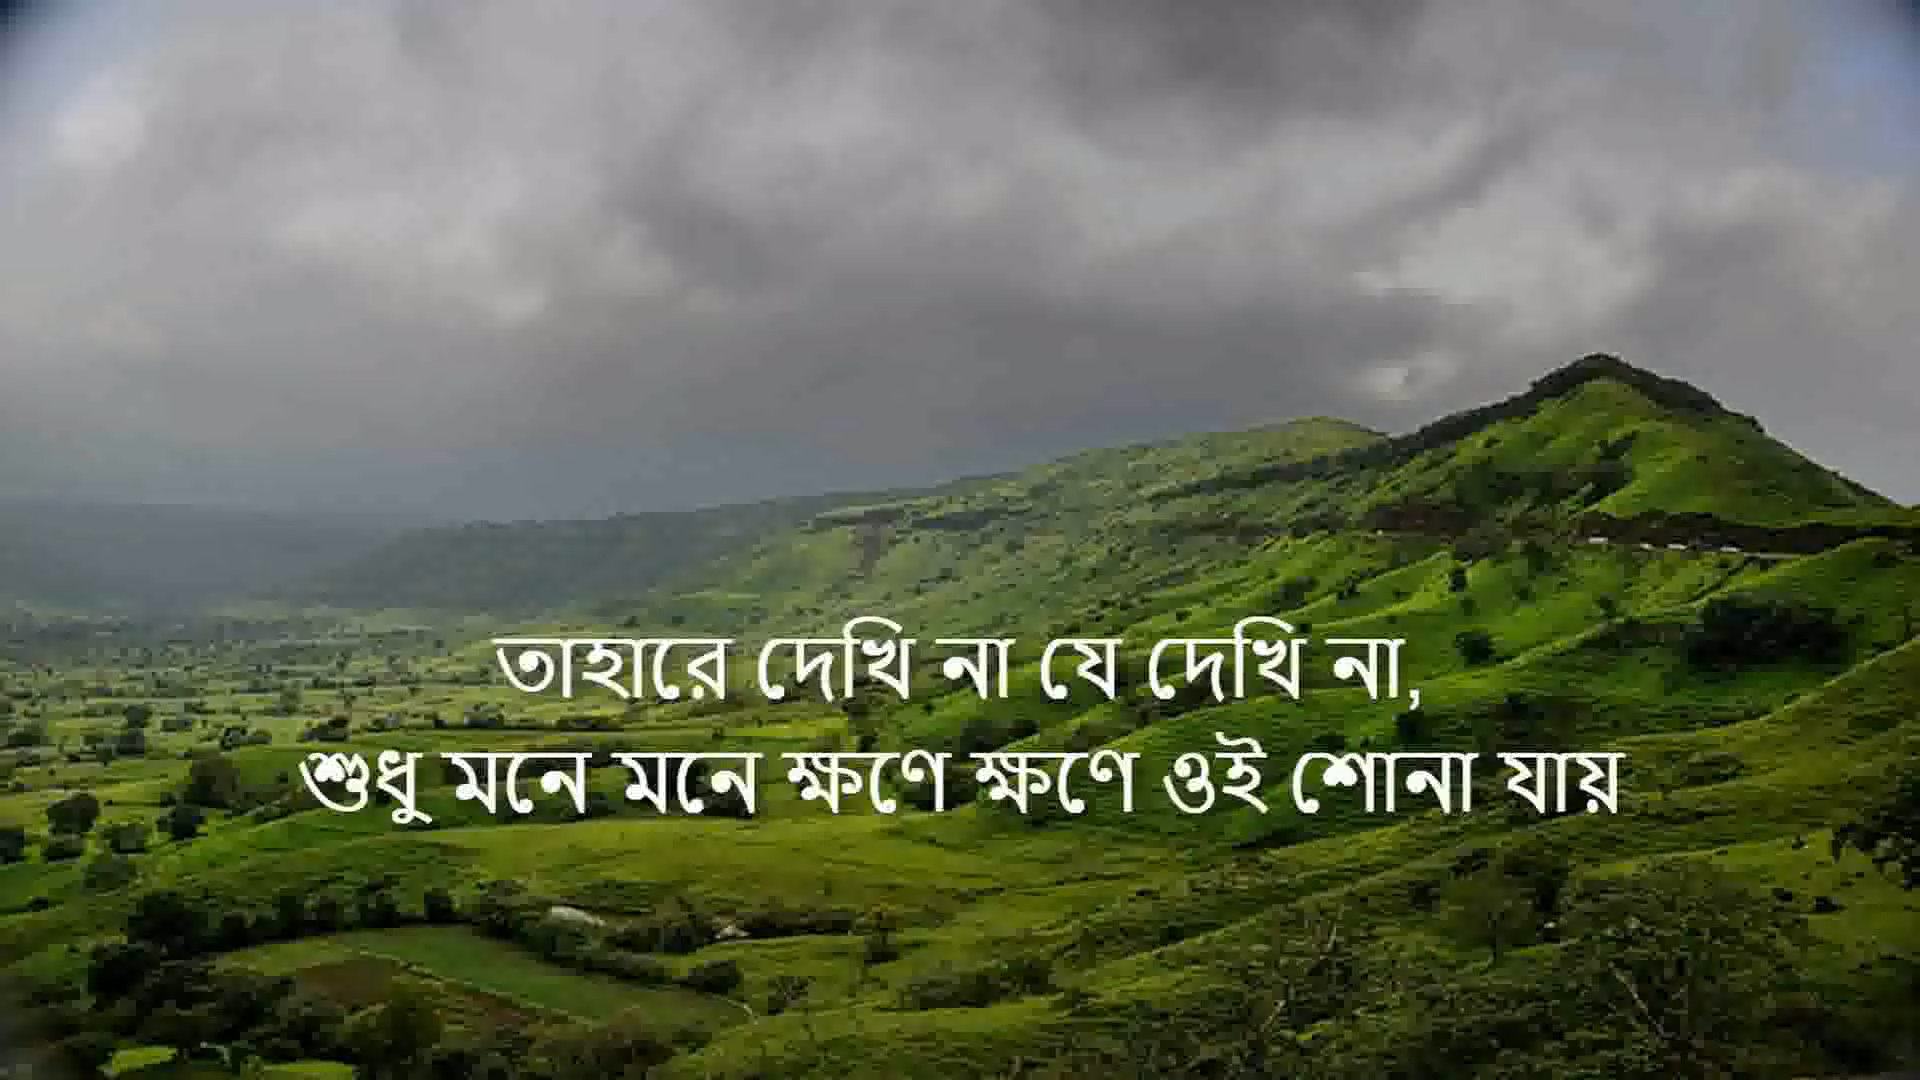 তাহারে দেখি না যে দেখি না,
শুধু মনে মনে ক্ষণে ক্ষণে ওই শোনা যায়